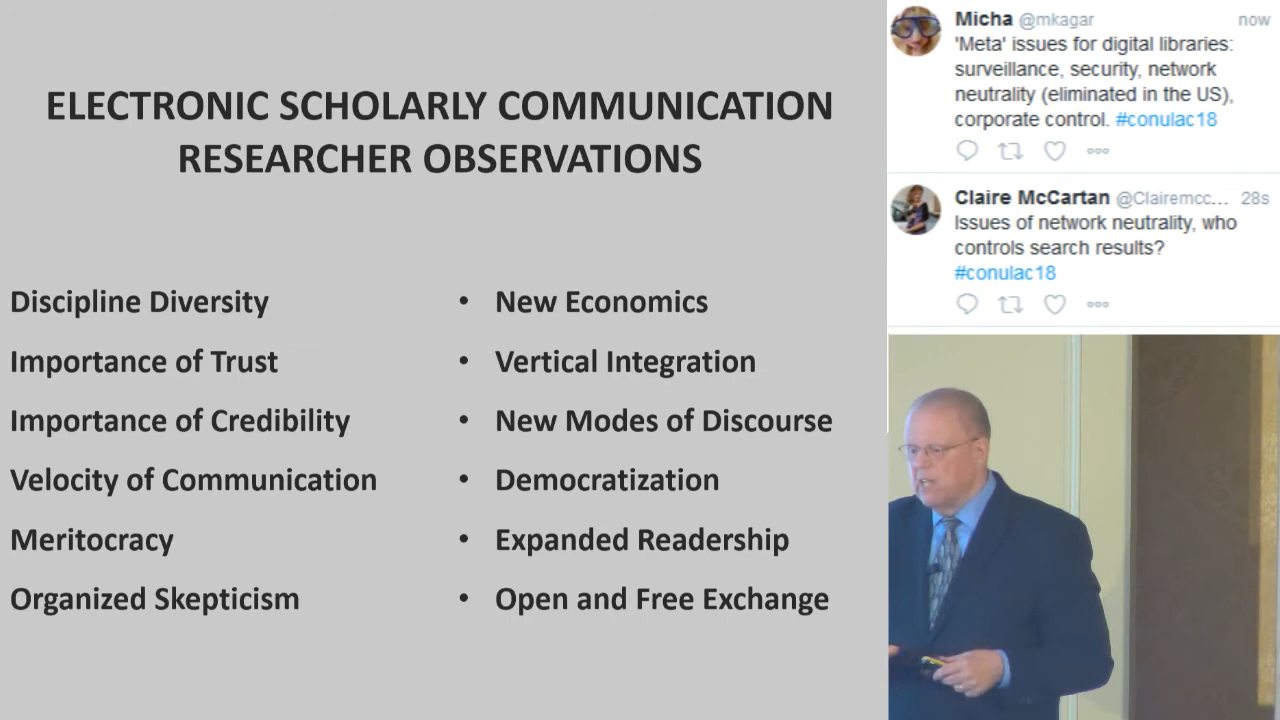 ELECTRONIC SCHOLARLY COMMUNICATION
RESEARCHER OBSERVATIONS
Discipline Diversity
Importance of Trust
Importance of Credibility
Velocity of Communication
Meritocracy
Organized Skepticism
• New Economics
• Vertical Integration
• New Modes of Discourse
• Democratization
• Expanded Readership
• Open and Free Exchange
Micha @mkagar now
'Meta' issues for digital libraries:
surveillance, security, network
neutrality (eliminated in the US),
corporate control. #conulac18
Claire McCartan @Clairemcc... 28s
Issues of network neutrality, who
controls search results?
#conulac18